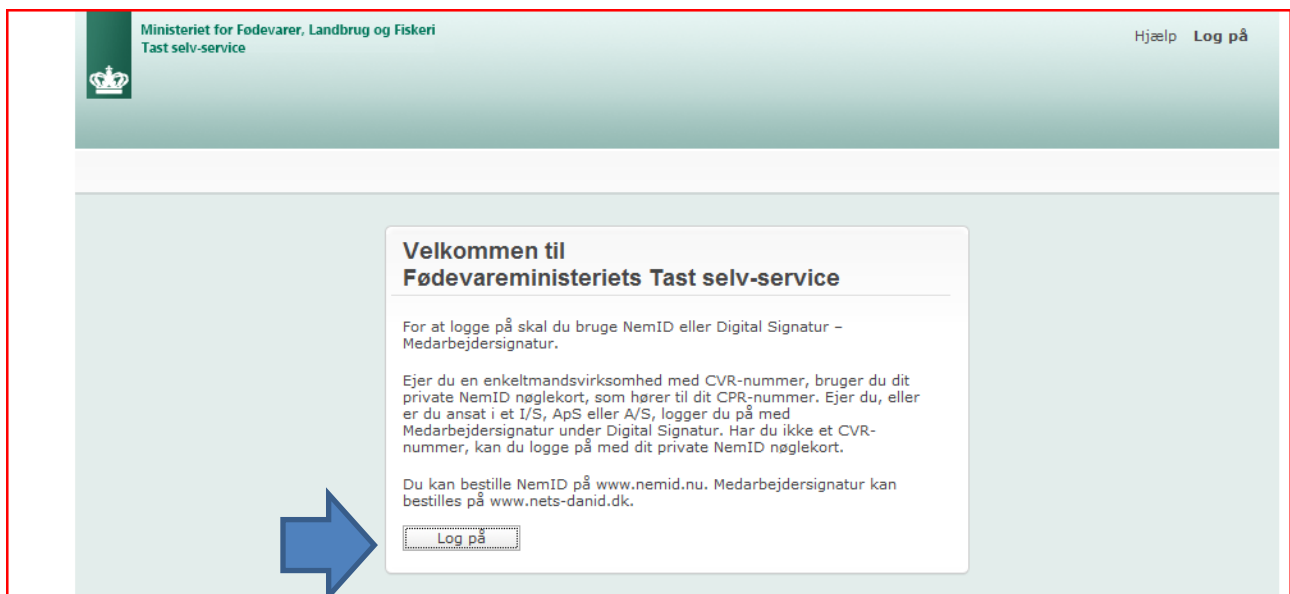 Ministeriet for Fødevarer, Landbrug og Fiskeri
Tast selv-service
Hjælp Log på
Velkommen til
Fødevareministeriets Tast selv-service
For at logge på skal du bruge NemID eller Digital Signatur –
Medarbejdersignatur.
Ejer du en enkeltmandsvirksomhed med CVR-nummer, bruger du dit
private NemID nøglekort, som hører til dit CPR-nummer. Ejer du, eller
er du ansat i et I/S, ApS eller A/S, logger du på med
Medarbejdersignatur under Digital Signatur. Har du ikke et CVR-
nummer, kan du logge på med dit private NemID nøglekort.
Du kan bestille NemID på www.nemid.nu. Medarbejdersignatur kan
bestilles på www.nets-danid.dk.
Log på